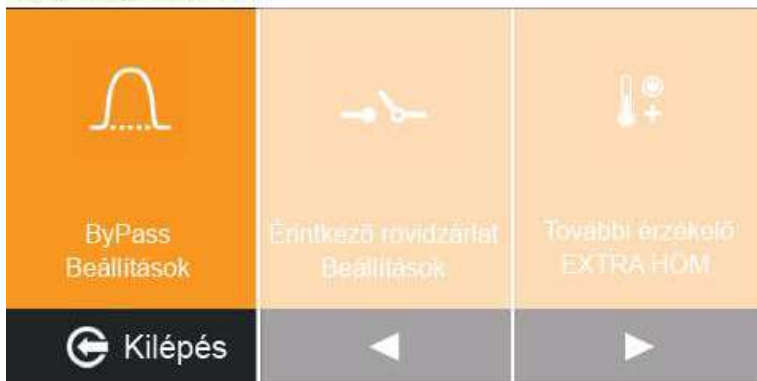 ByPass
Beállítások
Érintkező rövidzárlat
Beállítások
További érzékelő
EXTRA HŐM.
Kilépés